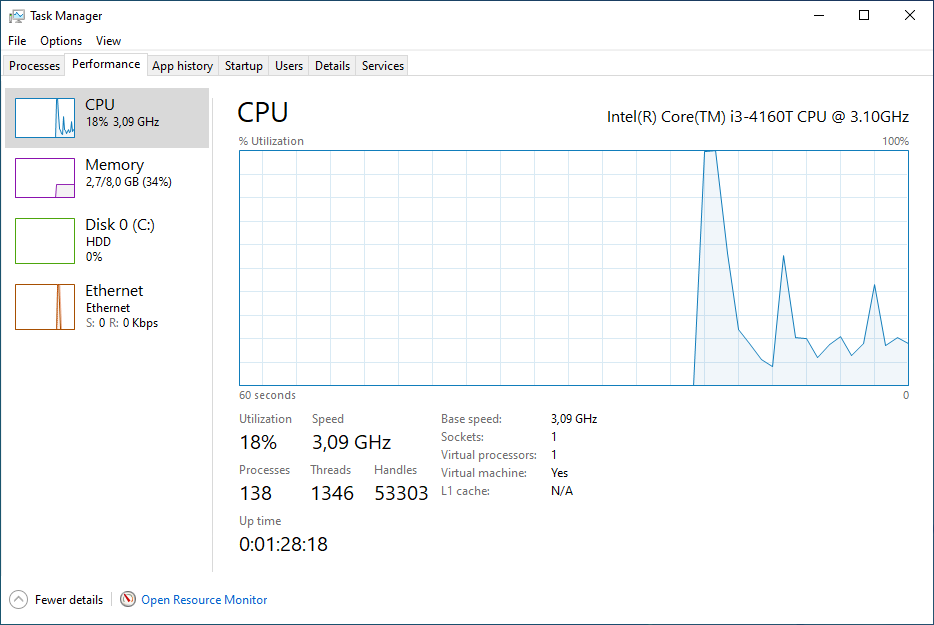 Task Manager
File Options View
Processes Performance App history Startup Users Details Services
CPU
18% 3,09 GHz
Memory
2,7/8,0 GB (34%)
Disk 0 (C:)
HDD
0%
Ethernet
Ethernet
S: 0 R: 0 Kbps
CPU
Intel(R) Core(TM) i3-4160T CPU @ 3.10GHz
% Utilization 100%
60 seconds 0
Utilization Speed
18% 3,09 GHz
Processes Threads Handles
138 1346 53303
Up time
0:01:28:18
Base speed: 3,09 GHz
Sockets: 1
Virtual processors: 1
Virtual machine: Yes
L1 cache: N/A
Fewer details Open Resource Monitor